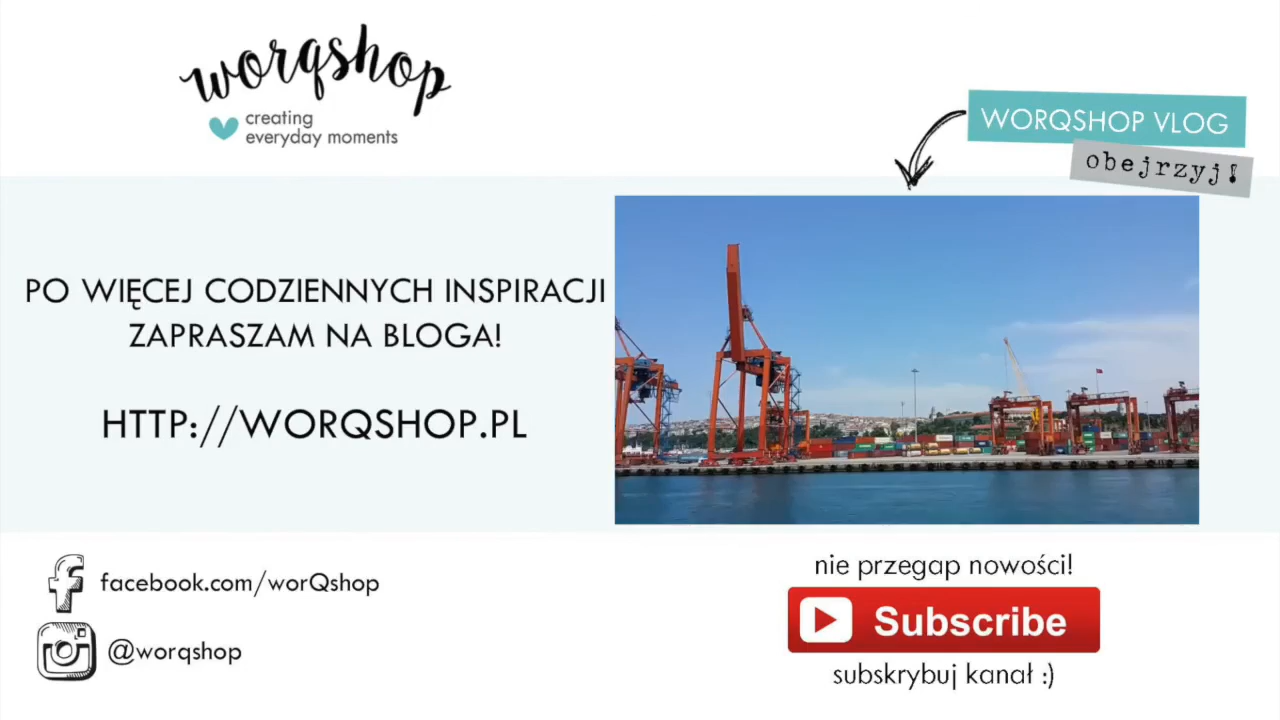 worqshop
creating
everyday moments
WORQSHOP VLOG
obejrzyj!
PO WIĘCEJ CODZIENNYCH INSPIRACJI
ZAPRASZAM NA BLOGA!
HTTP://WORQSHOP.PL
facebook.com/worQshop
@worqshop
nie przegap nowości!
Subscribe
subskrybuj kanał :)